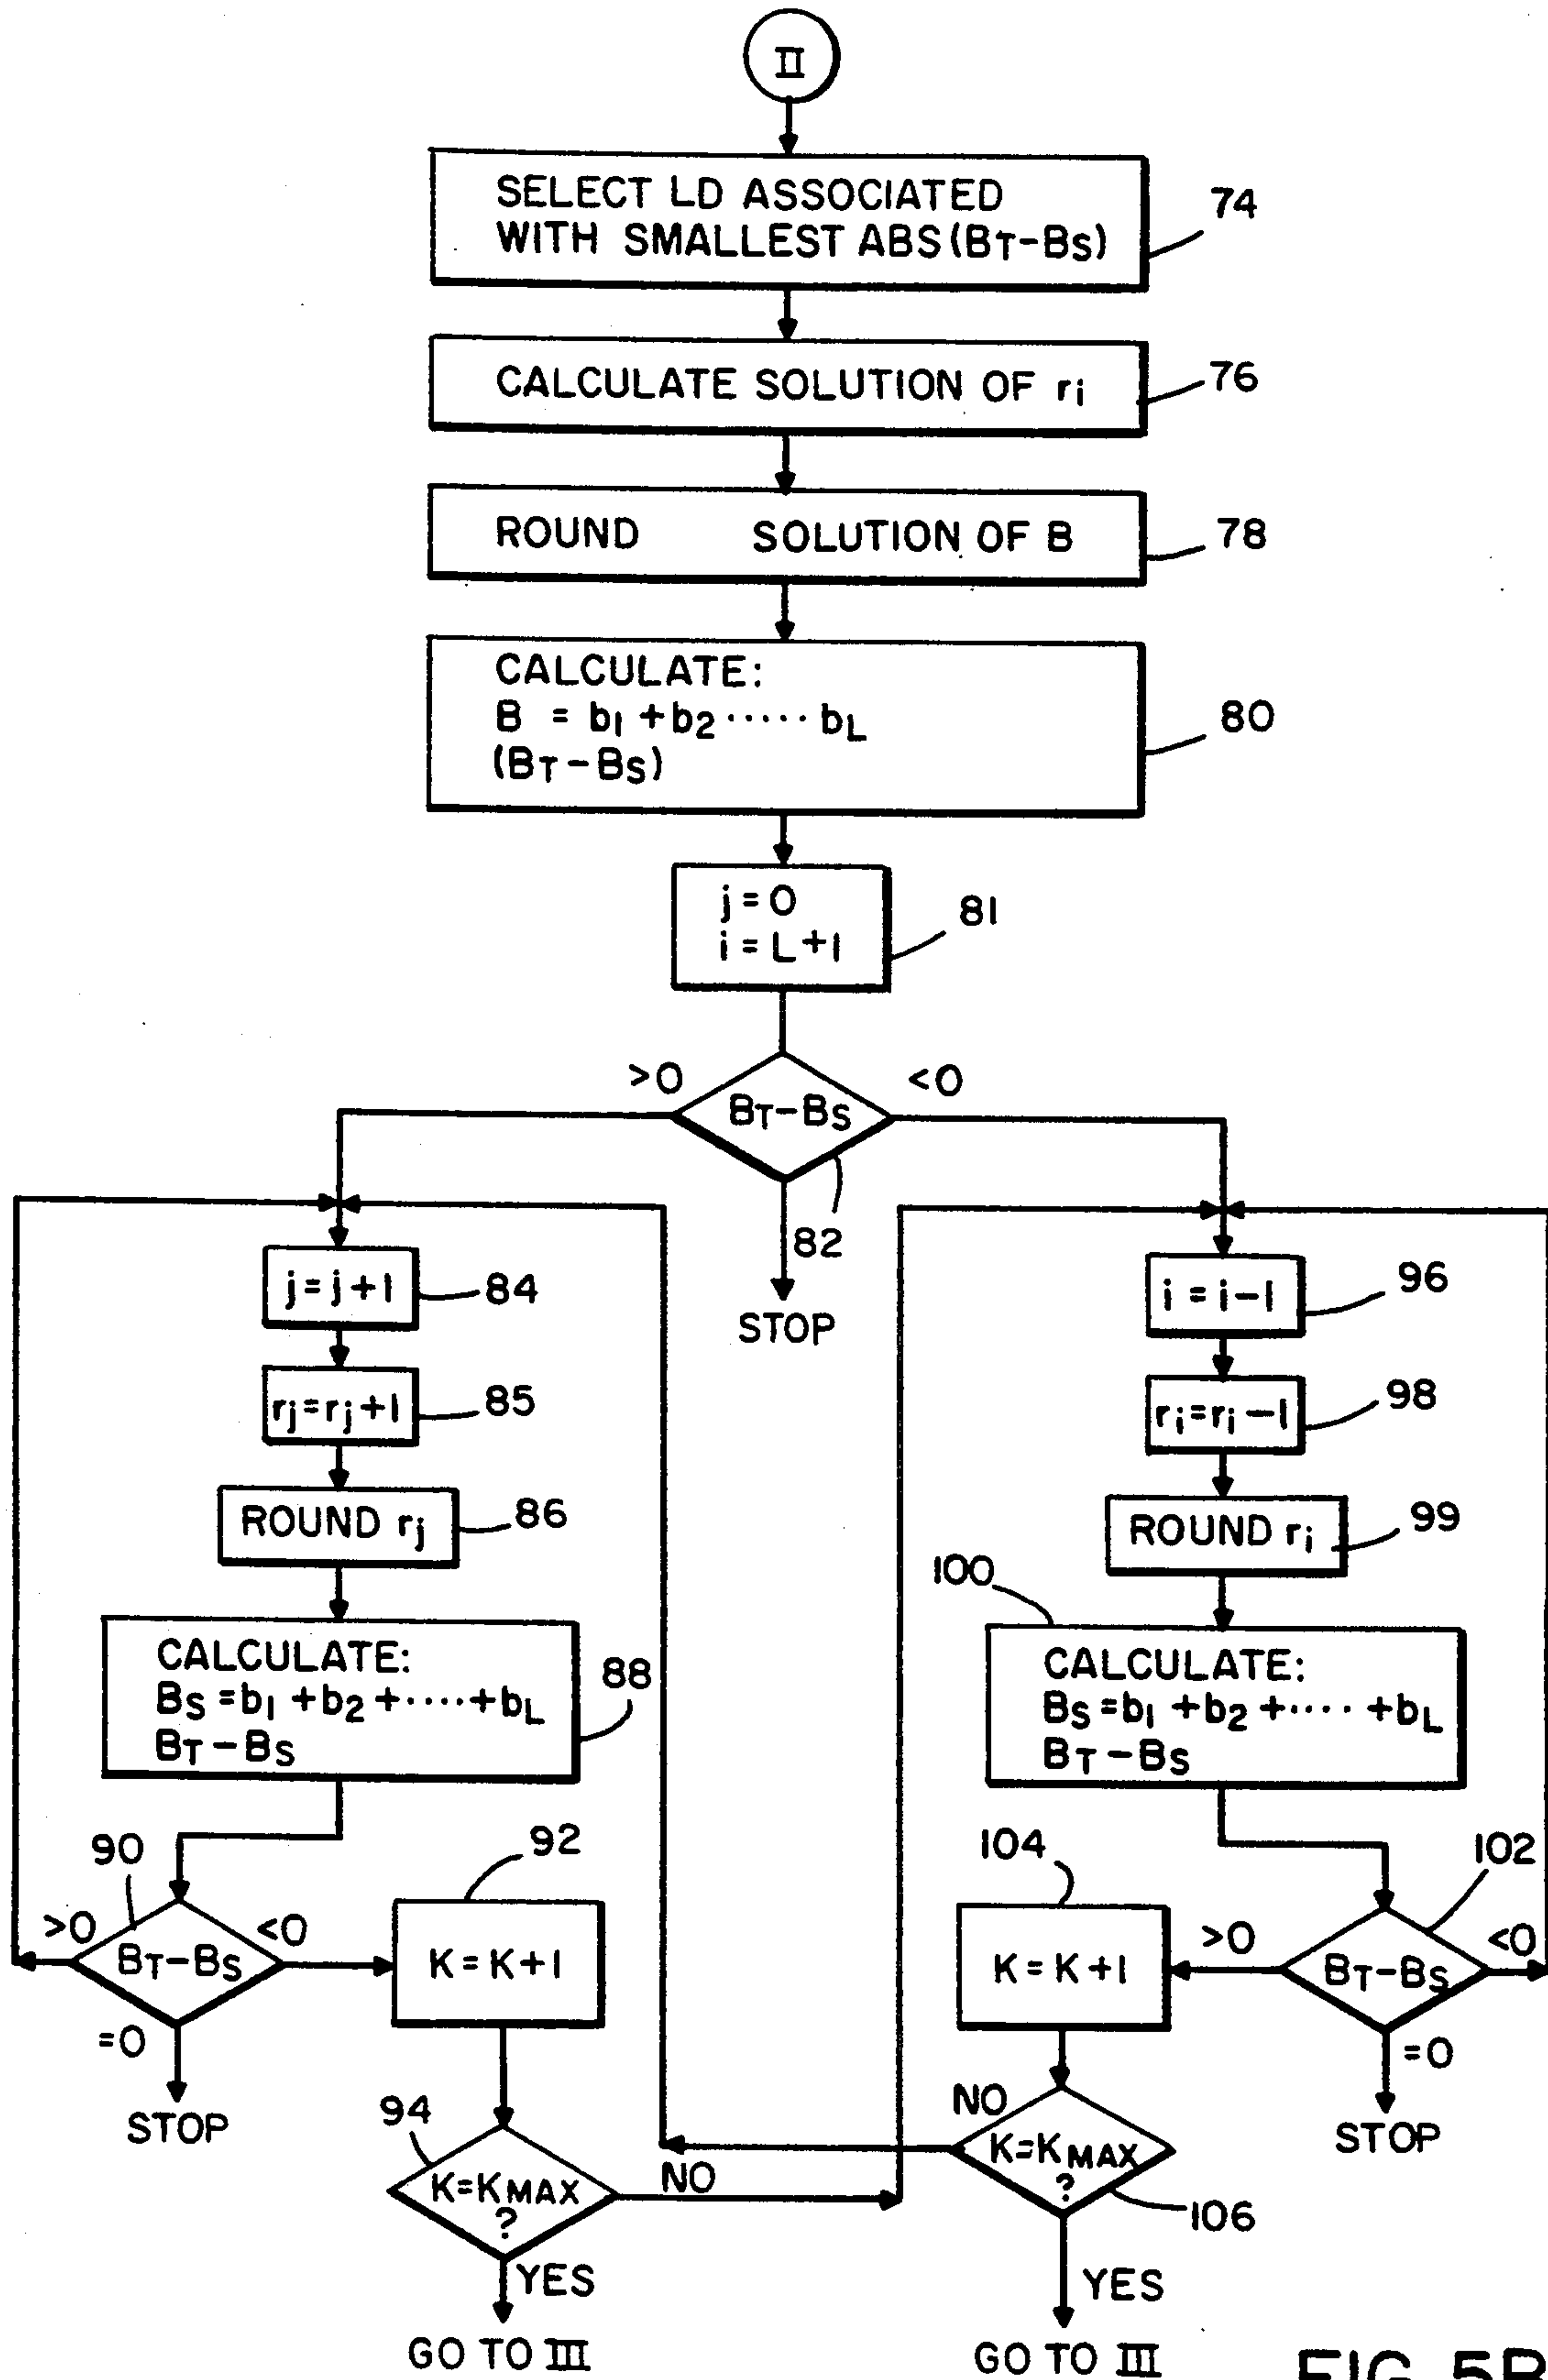 II
SELECT LD ASSOCIATED
WITH SMALLEST ABS (BT-BS)
74
CALCULATE SOLUTION OF ri
76
ROUND SOLUTION OF B
78
CALCULATE:
B = b1 + b2 ····· bL
(BT-BS)
80
j = 0
i = L + 1
81
>0
<0
BT-BS
82
STOP
j = j + 1
84
rj = rj + 1
85
ROUND rj
86
CALCULATE:
BS = b1 + b2 + ···· + bL
BT - BS
88
90
>0
<0
BT-BS
=0
STOP
92
K = K + 1
94
K = KMAX
?
NO
YES
GO TO III
i = i - 1
96
ri = ri - 1
98
ROUND ri
99
100
CALCULATE:
BS = b1 + b2 + ···· + bL
BT - BS
102
>0
<0
BT-BS
=0
STOP
104
K = K + 1
NO
K = KMAX
?
106
YES
GO TO III
FIG. 5B